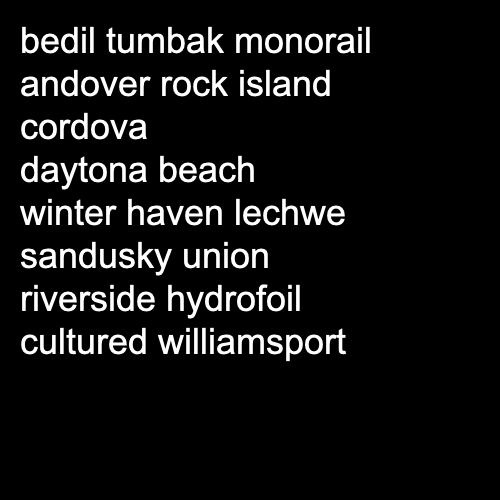 bedil tumbak monorail
andover rock island
cordova
daytona beach
winter haven lechwe
sandusky union
riverside hydrofoil
cultured williamsport